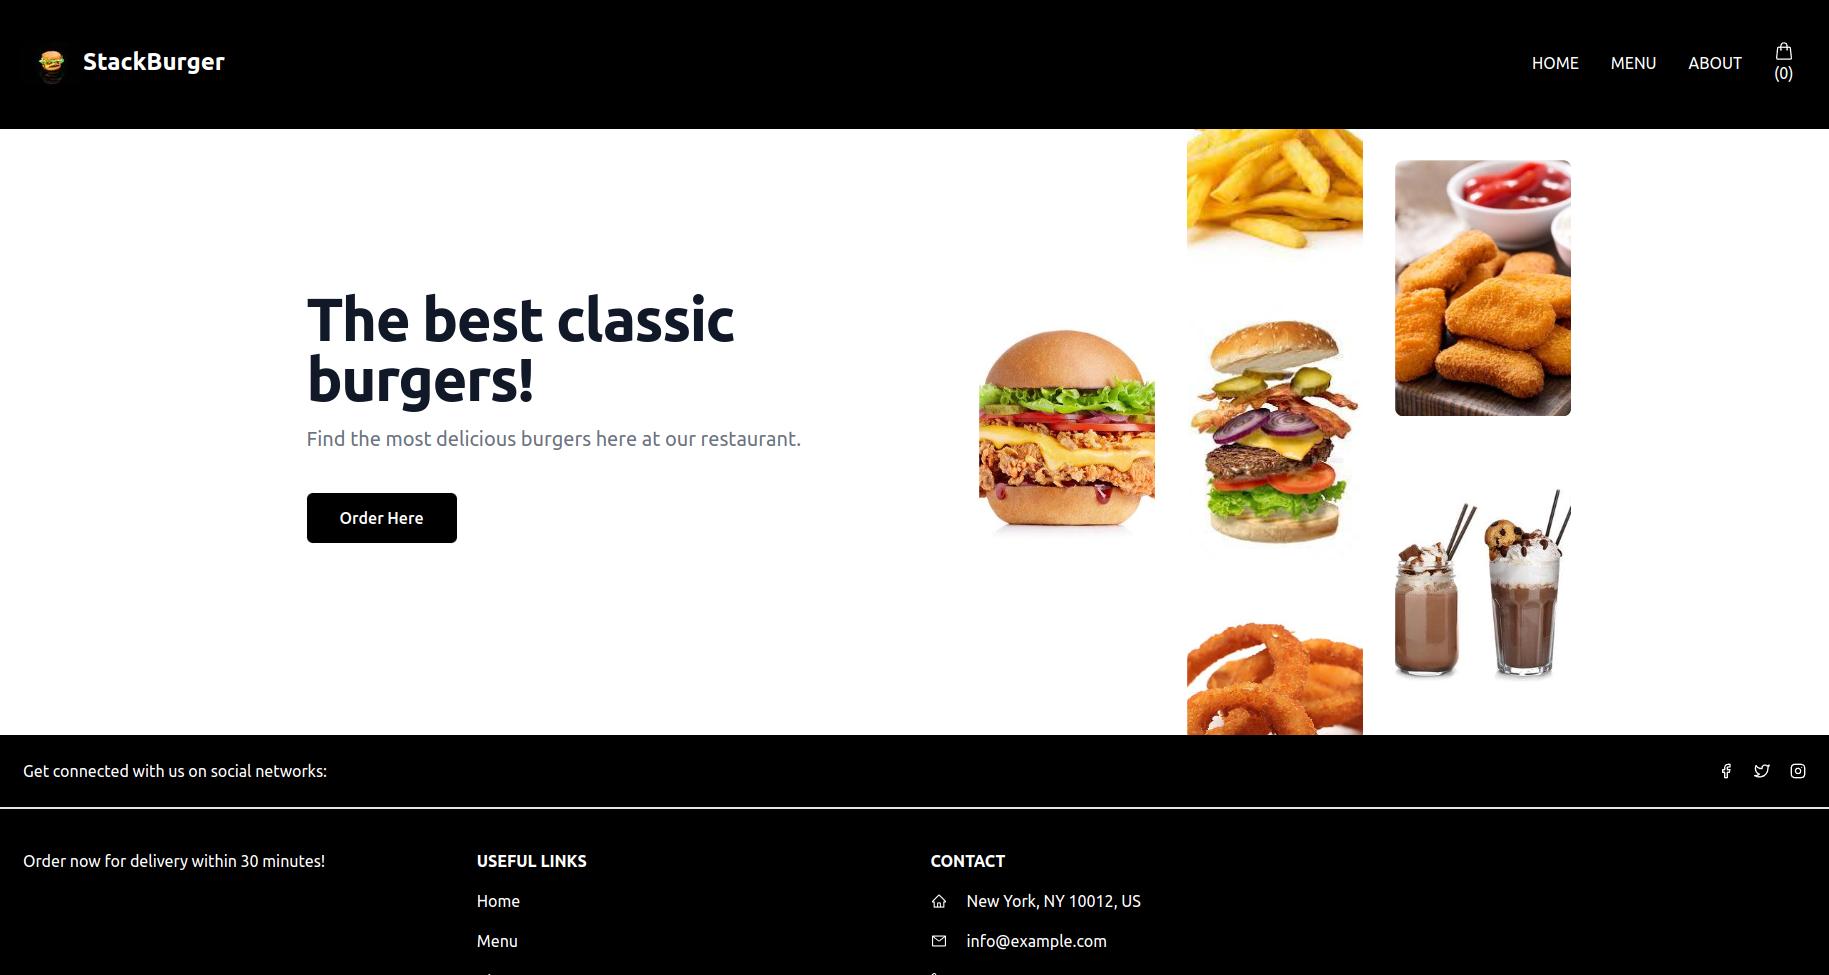 StackBurger
HOME MENU ABOUT
(0)
The best classic
burgers!
Find the most delicious burgers here at our restaurant.
Order Here
Get connected with us on social networks:
Order now for delivery within 30 minutes!
USEFUL LINKS
Home
Menu
CONTACT
New York, NY 10012, US
info@example.com